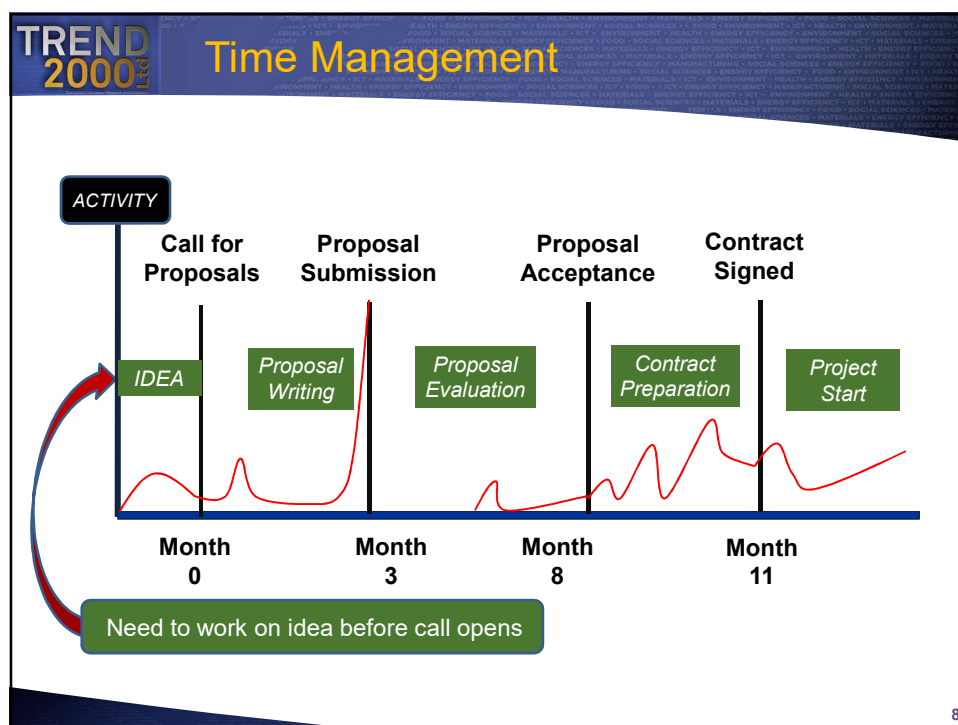 TREND
2000 Ltd
Time Management
ACTIVITY
Call for
Proposals
Proposal
Submission
Proposal
Acceptance
Contract
Signed
IDEA
Proposal
Writing
Proposal
Evaluation
Contract
Preparation
Project
Start
Month
0
Month
3
Month
8
Month
11
Need to work on idea before call opens
8